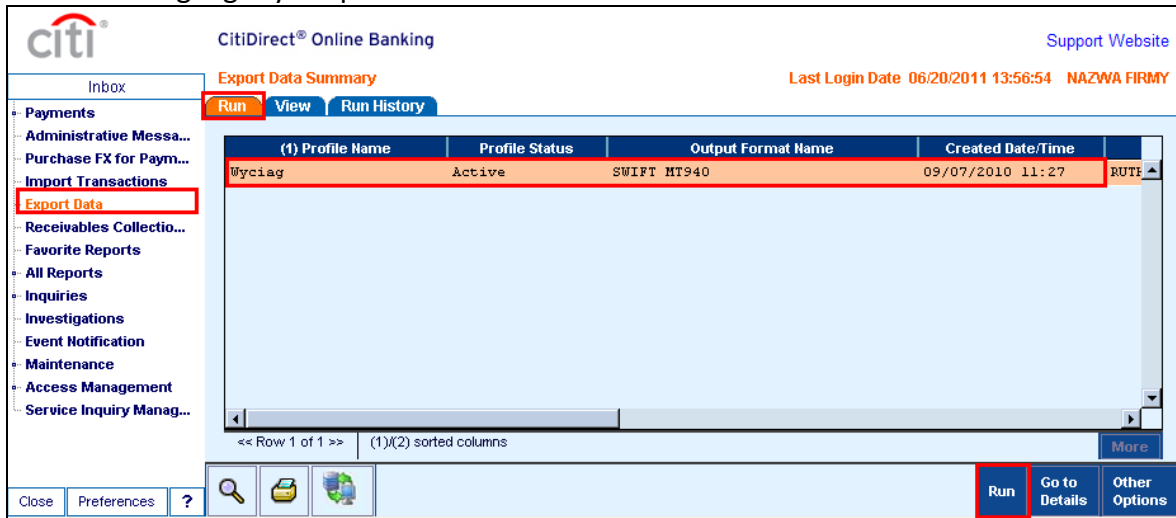 citi®
CitiDirect® Online Banking
Support Website
Inbox
Export Data Summary
Last Login Date 06/20/2011 13:56:54 NAZWA FIRMY
Run View Run History
Payments
Administrative Messa...
Purchase FX for Paym...
Import Transactions
Export Data
Receivables Collectio...
Favorite Reports
All Reports
Inquiries
Investigations
Event Notification
Maintenance
Access Management
Service Inquiry Manag...
(1) Profile Name Profile Status Output Format Name Created Date/Time
Wyciag Active SWIFT MT940 09/07/2010 11:27
<< Row 1 of 1 >> (1)/(2) sorted columns
More
Close Preferences ?
Run
Go to Details
Other Options